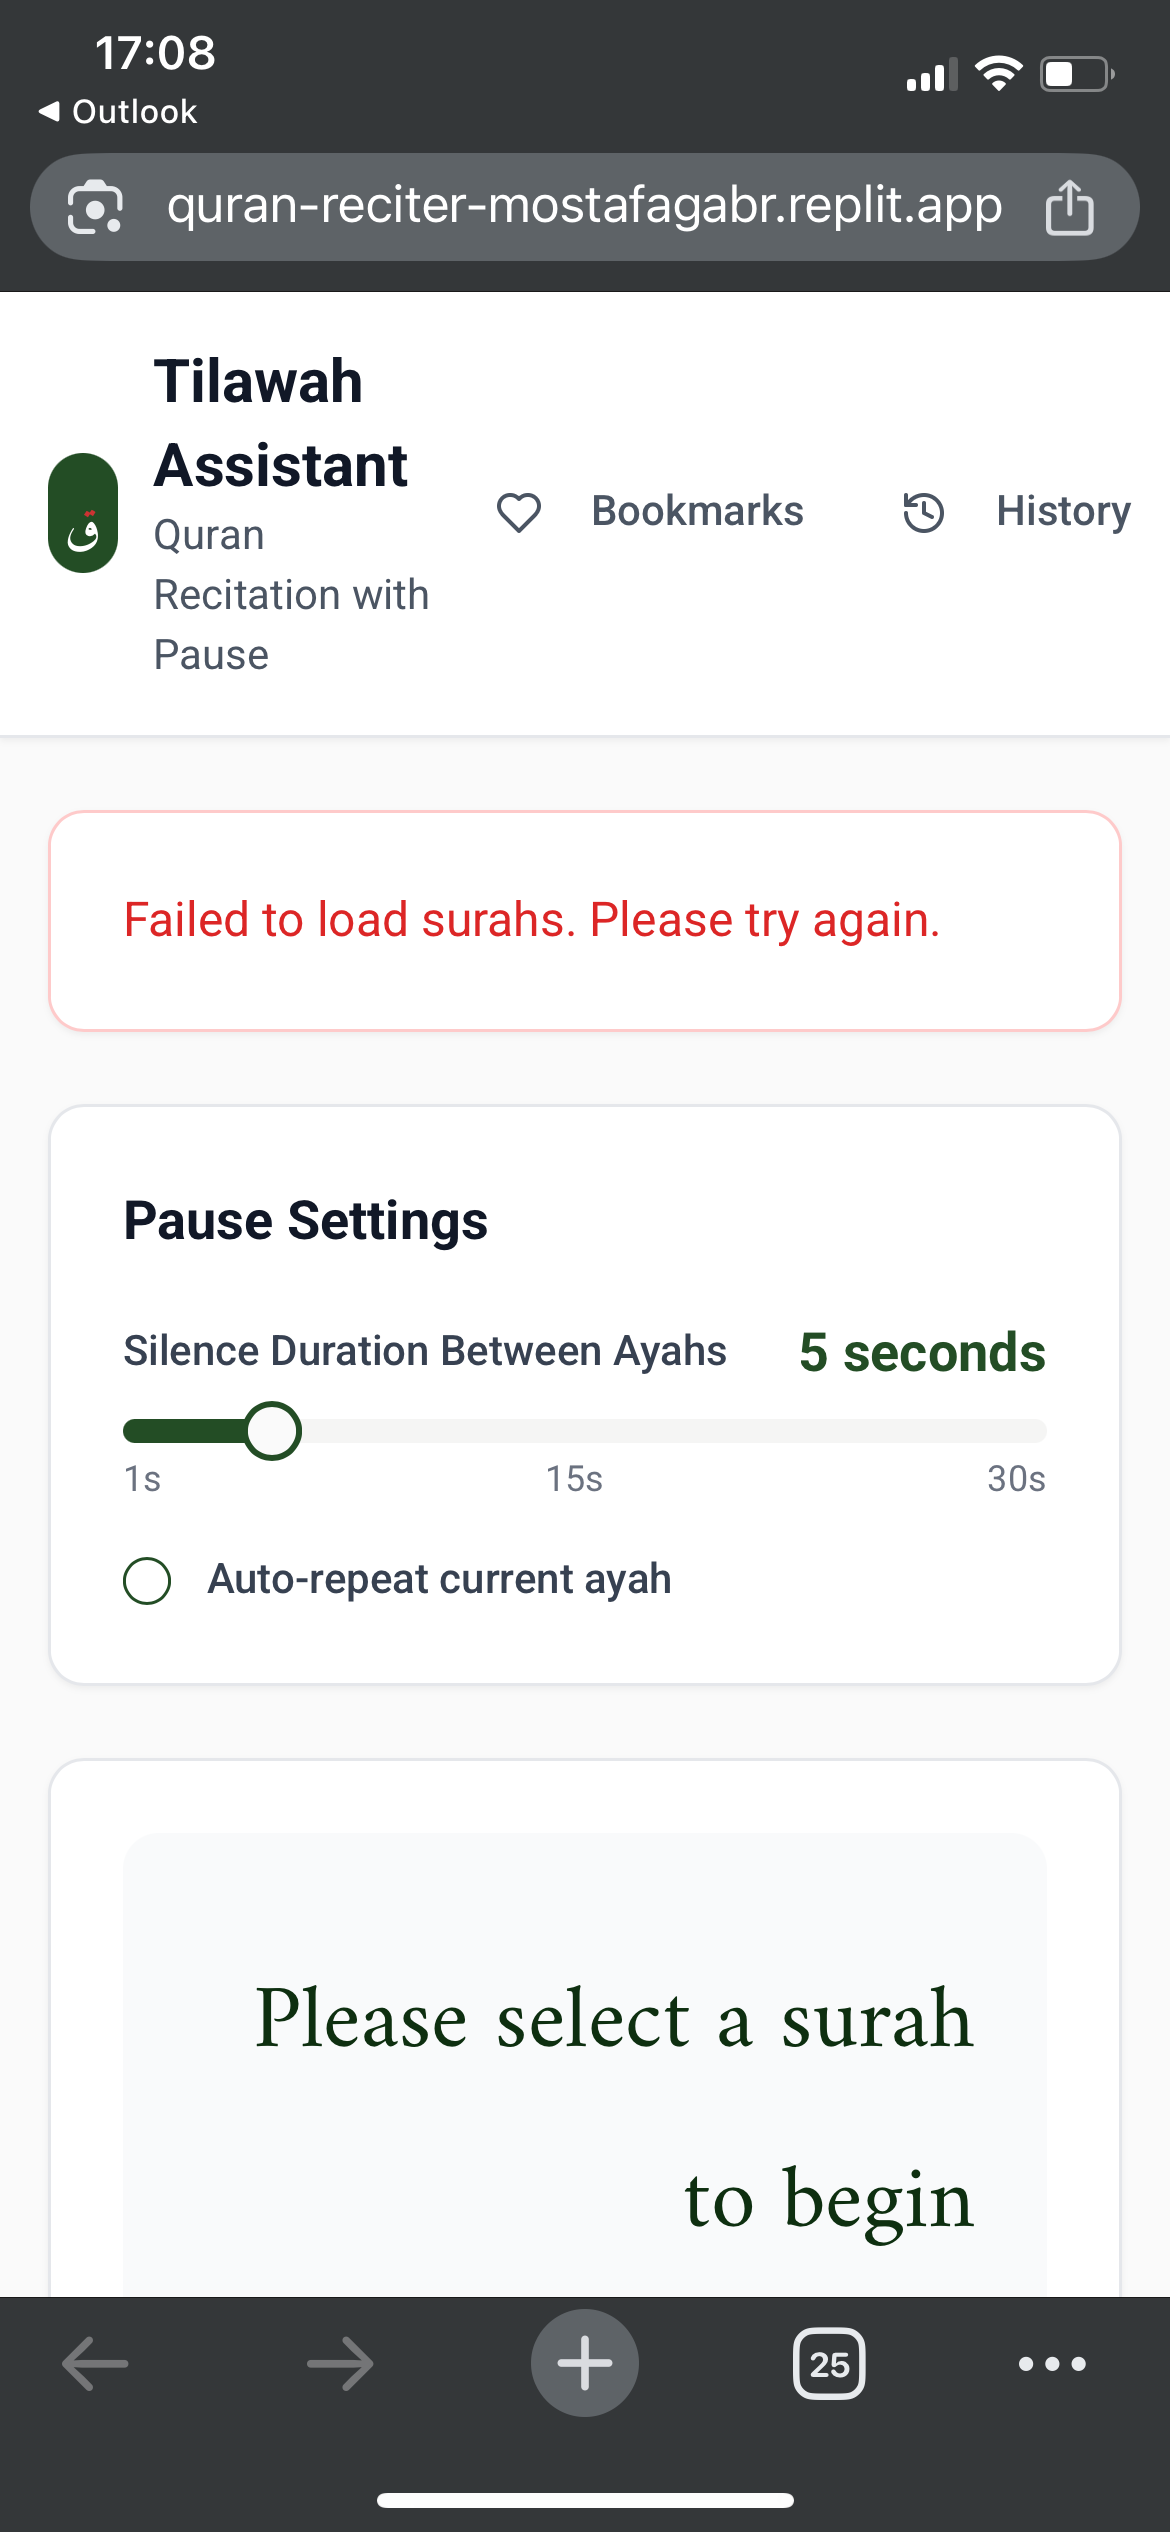 17:08
◀ Outlook
quran-reciter-mostafagabr.replit.app
Tilawah
Assistant
Quran
Recitation with
Pause
ق
Bookmarks
History
Failed to load surahs. Please try again.
Pause Settings
Silence Duration Between Ayahs
5 seconds
1s
15s
30s
Auto-repeat current ayah
Please select a surah
to begin
25